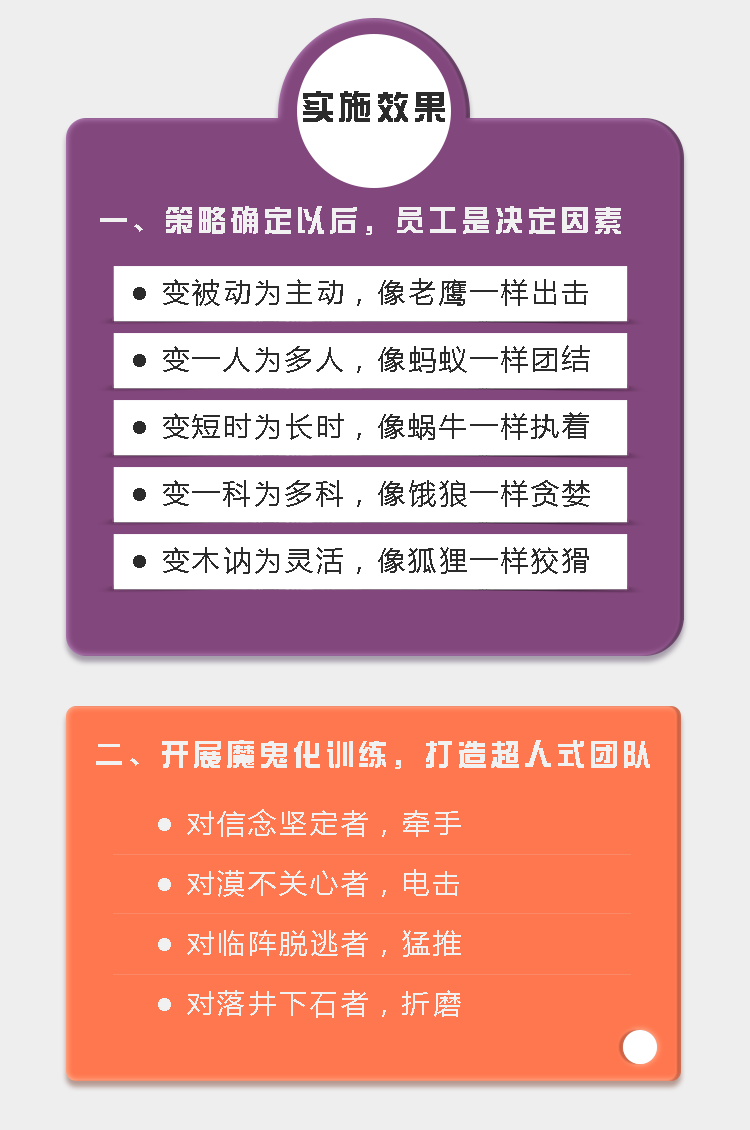 实施效果
一、策略确定以后，员工是决定因素
● 变被动为主动，像老鹰一样出击
● 变一人为多人，像蚂蚁一样团结
● 变短时为长时，像蜗牛一样执着
● 变一科为多科，像饿狼一样贪婪
● 变木讷为灵活，像狐狸一样狡猾
二、开展魔鬼化训练，打造超人式团队
● 对信念坚定者，牵手
● 对漠不关心者，电击
● 对临阵脱逃者，猛推
● 对落井下石者，折磨